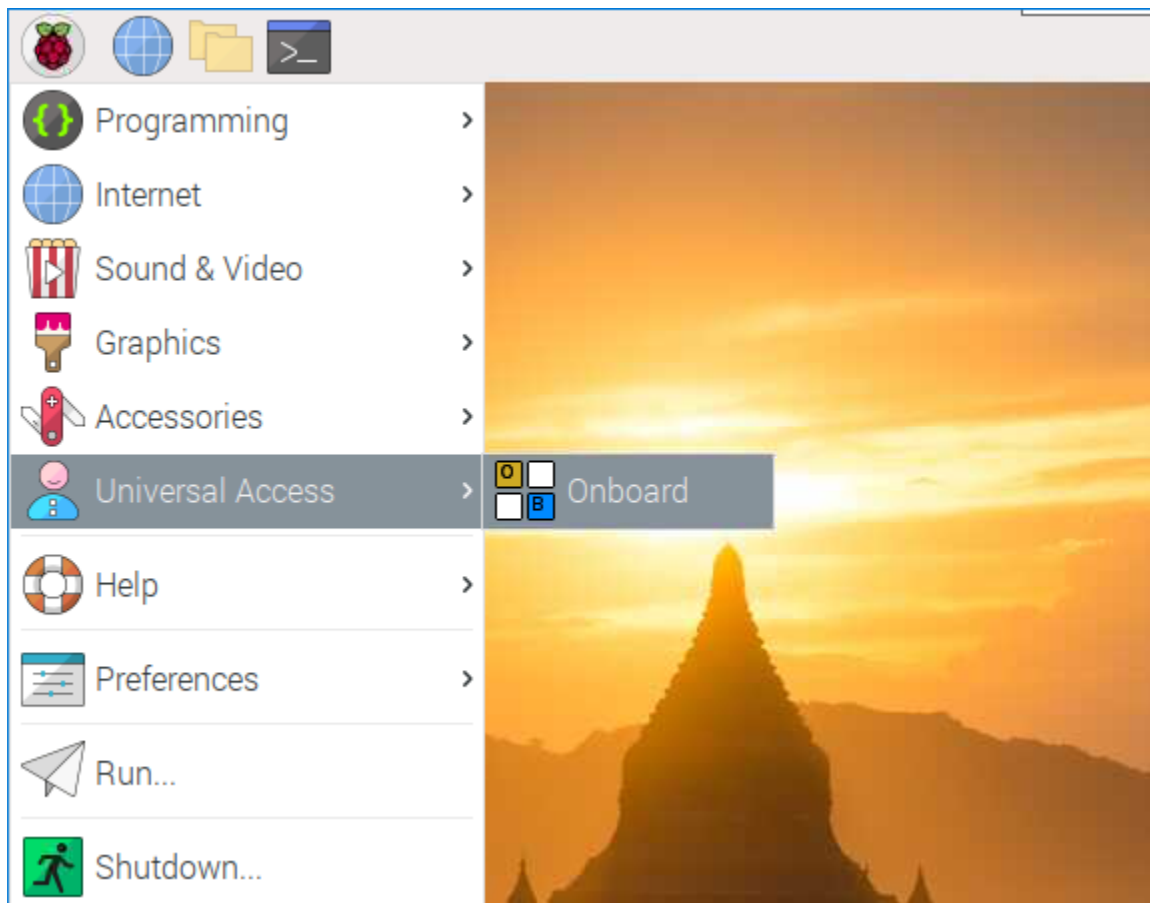 >_
{} Programming
Internet
Sound & Video
Graphics
Accessories
Universal Access
O
B
Onboard
Help
Preferences
Run...
Shutdown...